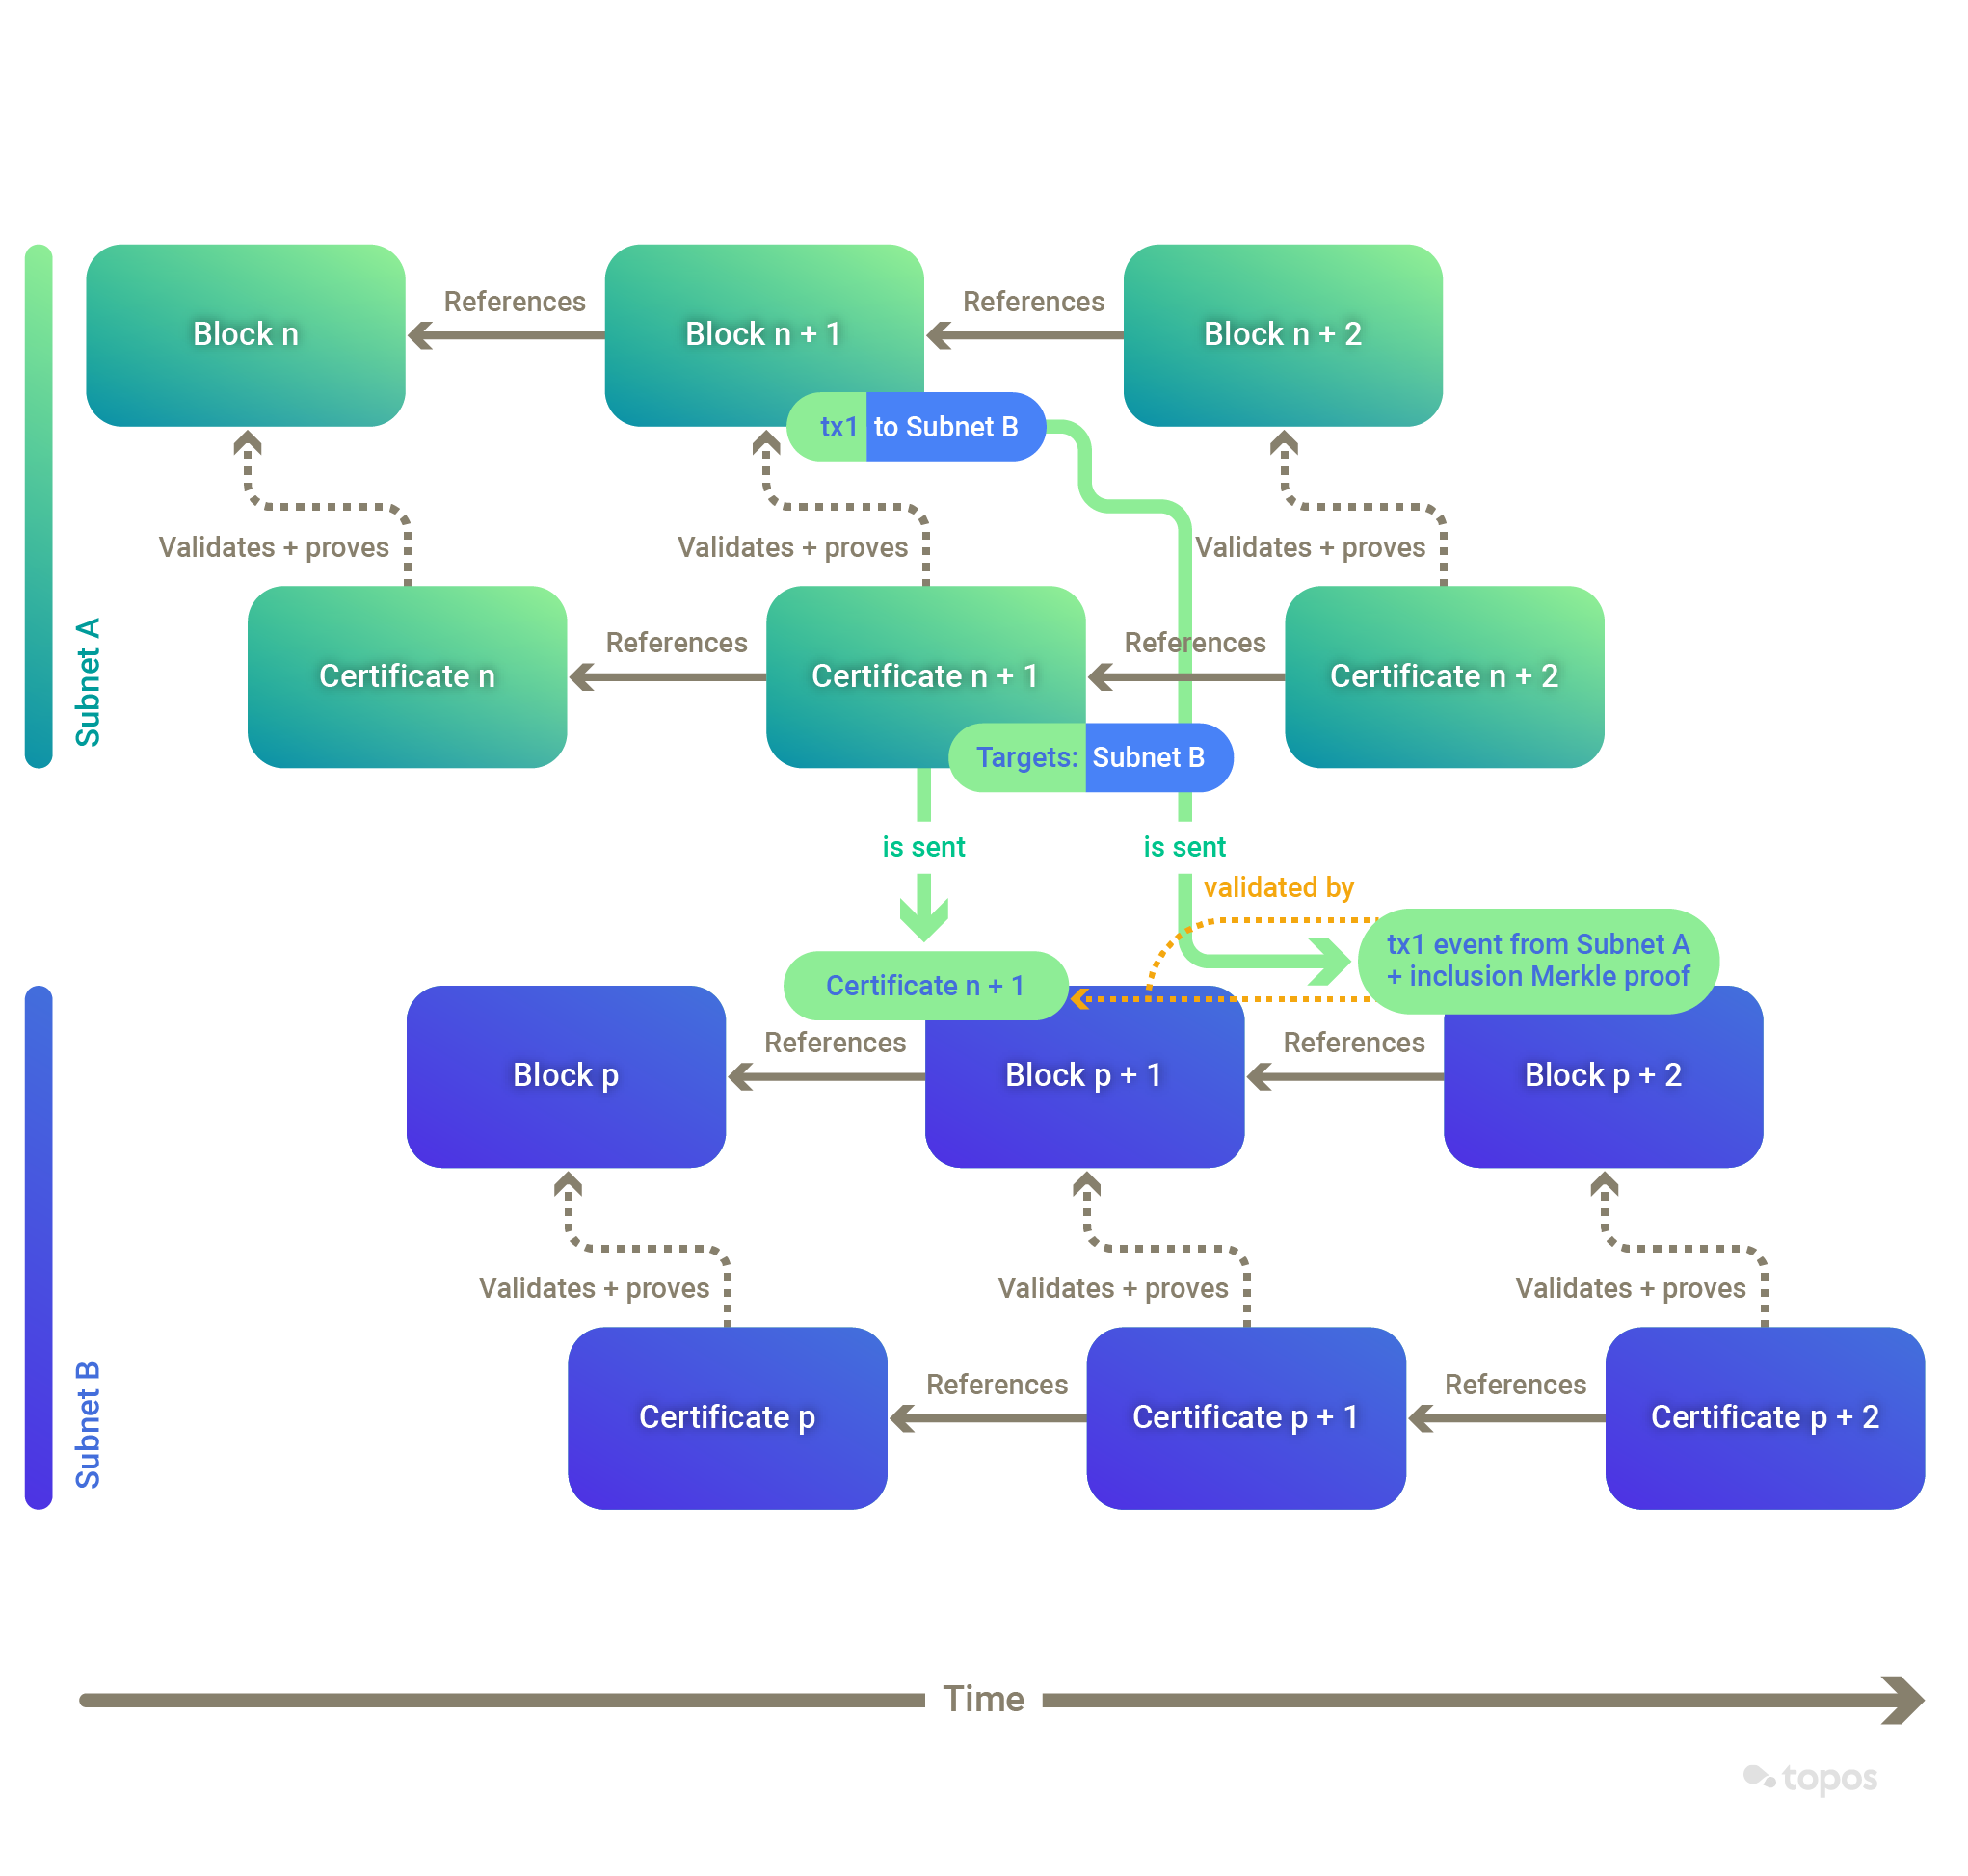 References
References
Block n
Block n + 1
Block n + 2
tx1 to Subnet B
Validates + proves
Validates + proves
Validates + proves
Subnet A
References
References
Certificate n
Certificate n + 1
Certificate n + 2
Targets: Subnet B
is sent
is sent
validated by
tx1 event from Subnet A
+ inclusion Merkle proof
Certificate n + 1
References
References
Block p
Block p + 1
Block p + 2
Validates + proves
Validates + proves
Validates + proves
Subnet B
References
References
Certificate p
Certificate p + 1
Certificate p + 2
Time
topos